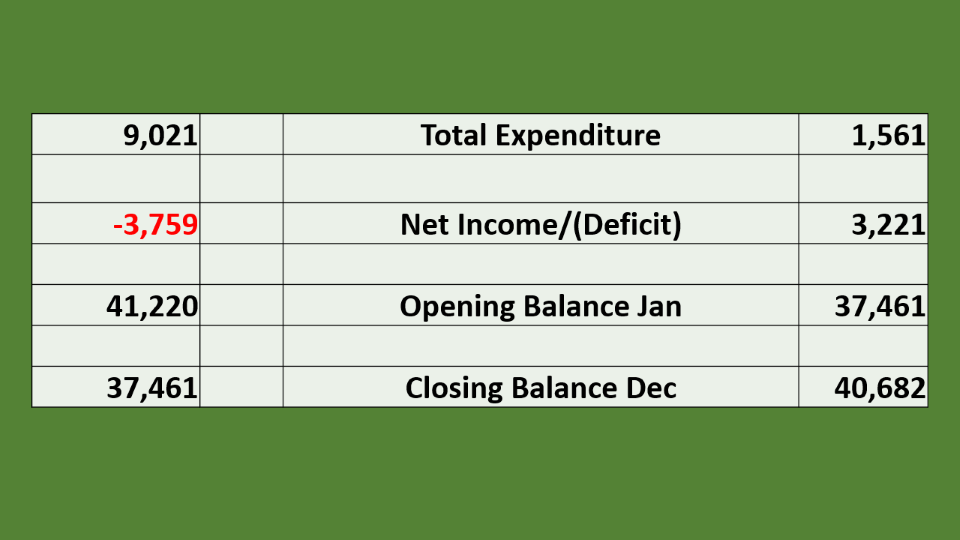 9,021 Total Expenditure 1,561
-3,759 Net Income/(Deficit) 3,221
41,220 Opening Balance Jan 37,461
37,461 Closing Balance Dec 40,682